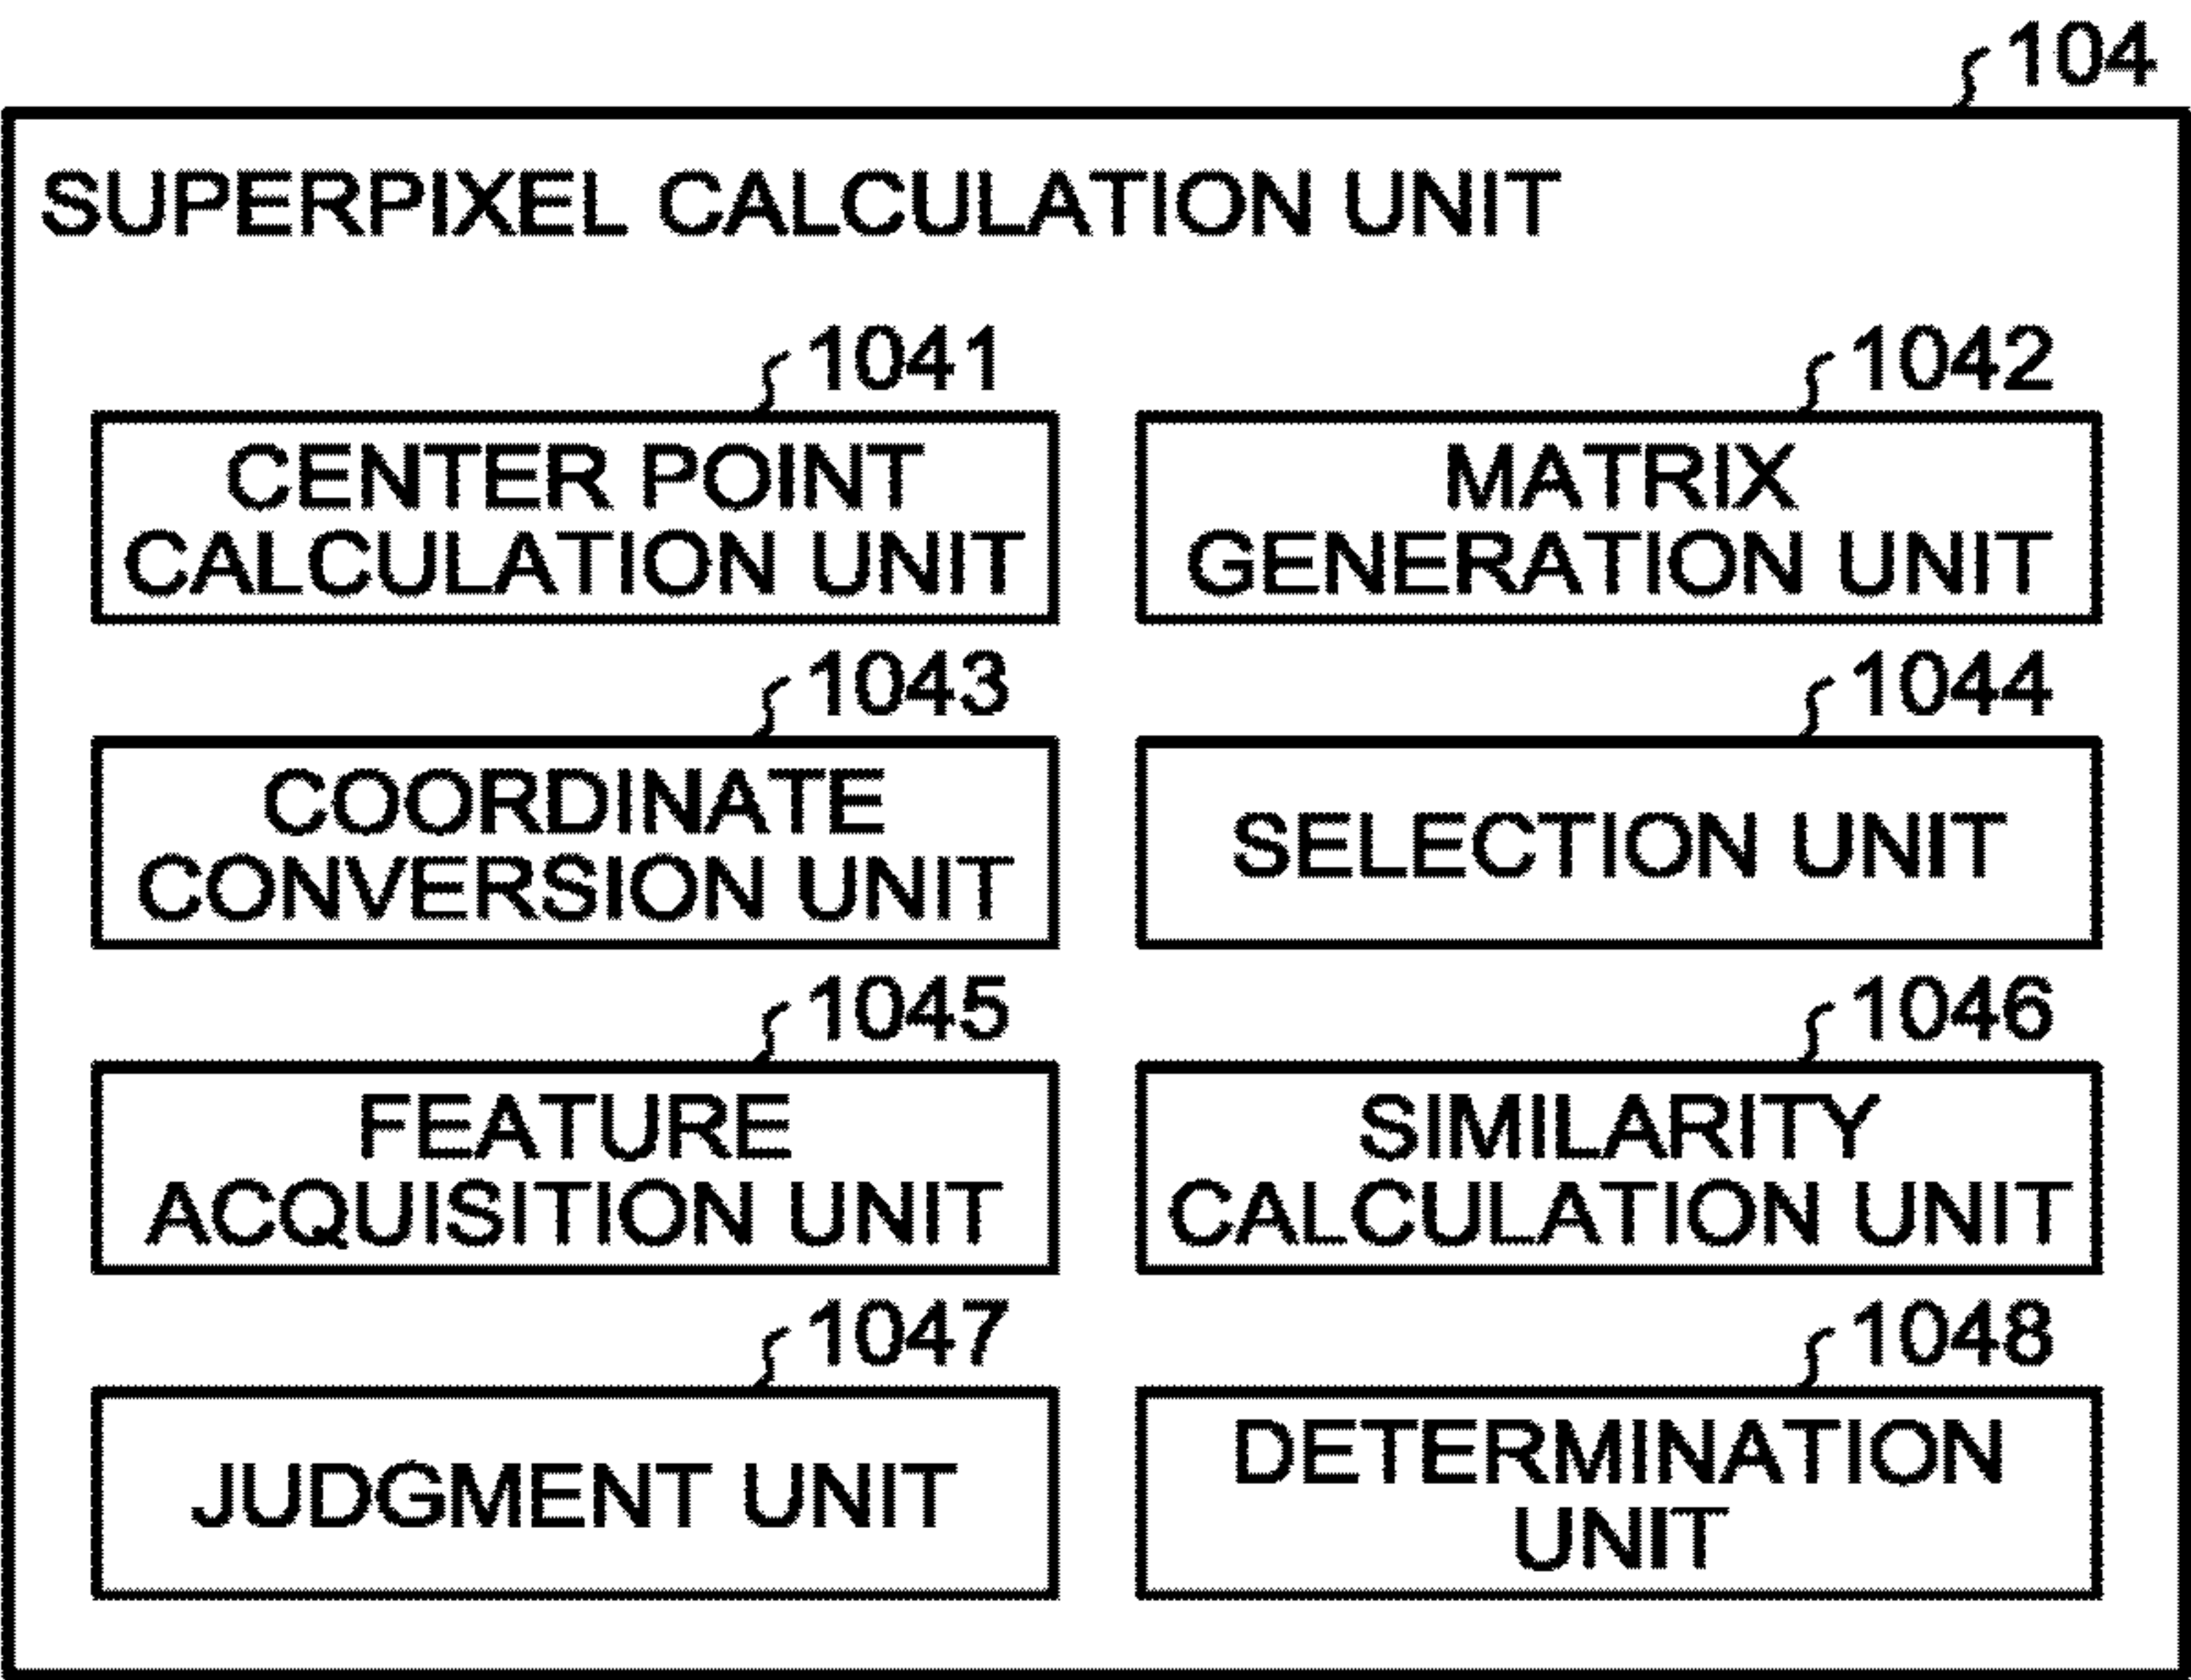 104
SUPERPIXEL CALCULATION UNIT
1041
CENTER POINT
CALCULATION UNIT
1042
MATRIX
GENERATION UNIT
1043
COORDINATE
CONVERSION UNIT
1044
SELECTION UNIT
1045
FEATURE
ACQUISITION UNIT
1046
SIMILARITY
CALCULATION UNIT
1047
JUDGMENT UNIT
1048
DETERMINATION
UNIT